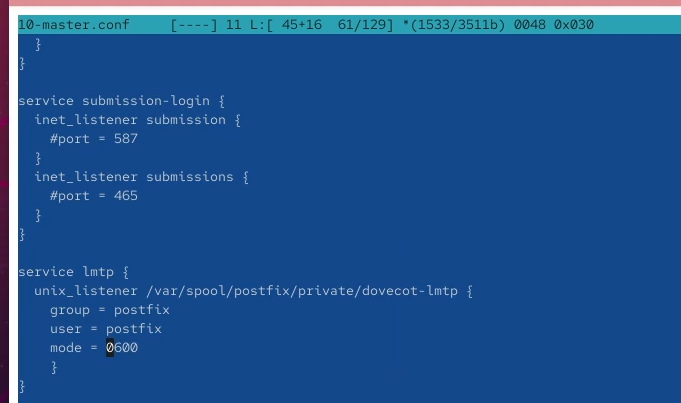 10-master.conf [----] 11 L:[ 45+16 61/129] *(1533/3511b) 0048 0x030
}
}
service submission-login {
inet_listener submission {
#port = 587
}
inet_listener submissions {
#port = 465
}
}
service lmtp {
unix_listener /var/spool/postfix/private/dovecot-lmtp {
group = postfix
user = postfix
mode = 0600
}
}